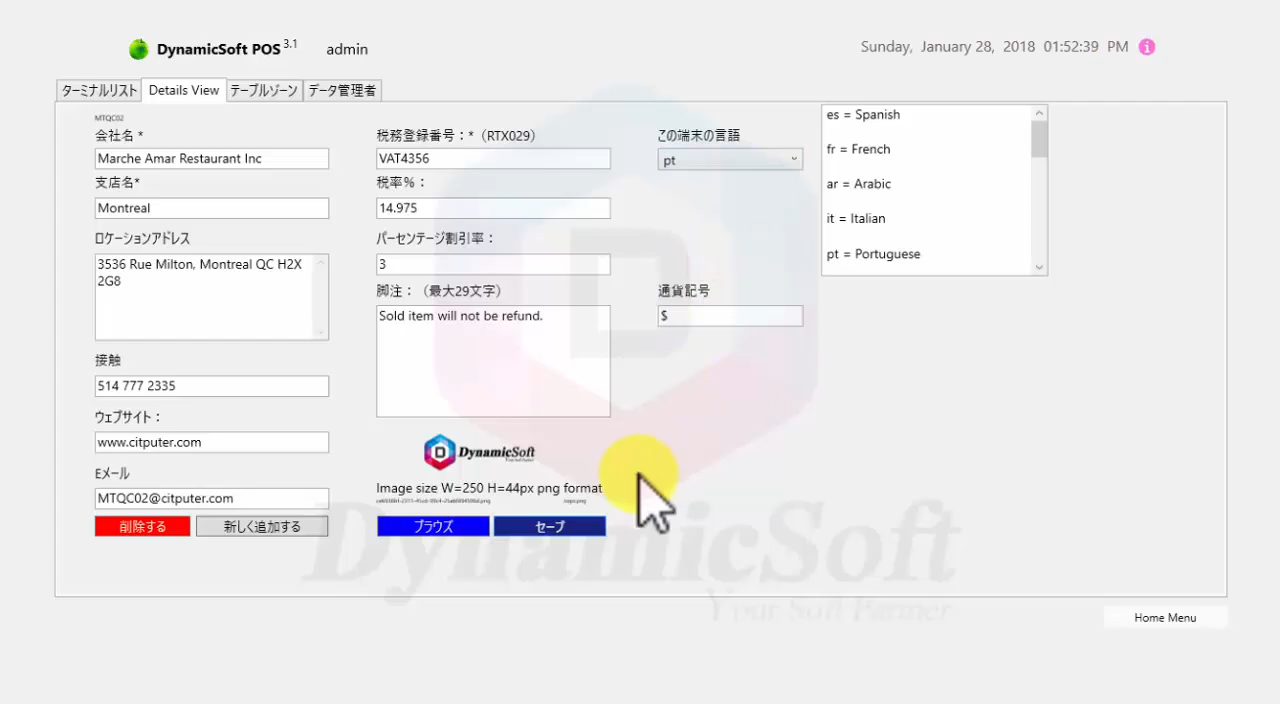 DynamicSoft POS 3.1
admin
Sunday, January 28, 2018 01:52:39 PM
ターミナルリスト
Details View
テーブルゾーン
データ管理者
MTQC02
会社名 *
Marche Amar Restaurant Inc
支店名*
Montreal
ロケーションアドレス
3536 Rue Milton, Montreal QC H2X
2G8
接触
514 777 2335
ウェブサイト：
www.citputer.com
Eメール
MTQC02@citputer.com
削除する
新しく追加する
税務登録番号：*（RTX029）
VAT4356
税率%：
14.975
パーセンテージ割引率：
3
脚注：（最大29文字）
Sold item will not be refund.
DynamicSoft
Your Soft Partner
Image size W=250 H=44px png format
logo.png
ブラウズ
セーブ
この端末の言語
pt
通貨記号
$
es = Spanish
fr = French
ar = Arabic
it = Italian
pt = Portuguese
DynamicSoft
Your Soft Partner
Home Menu